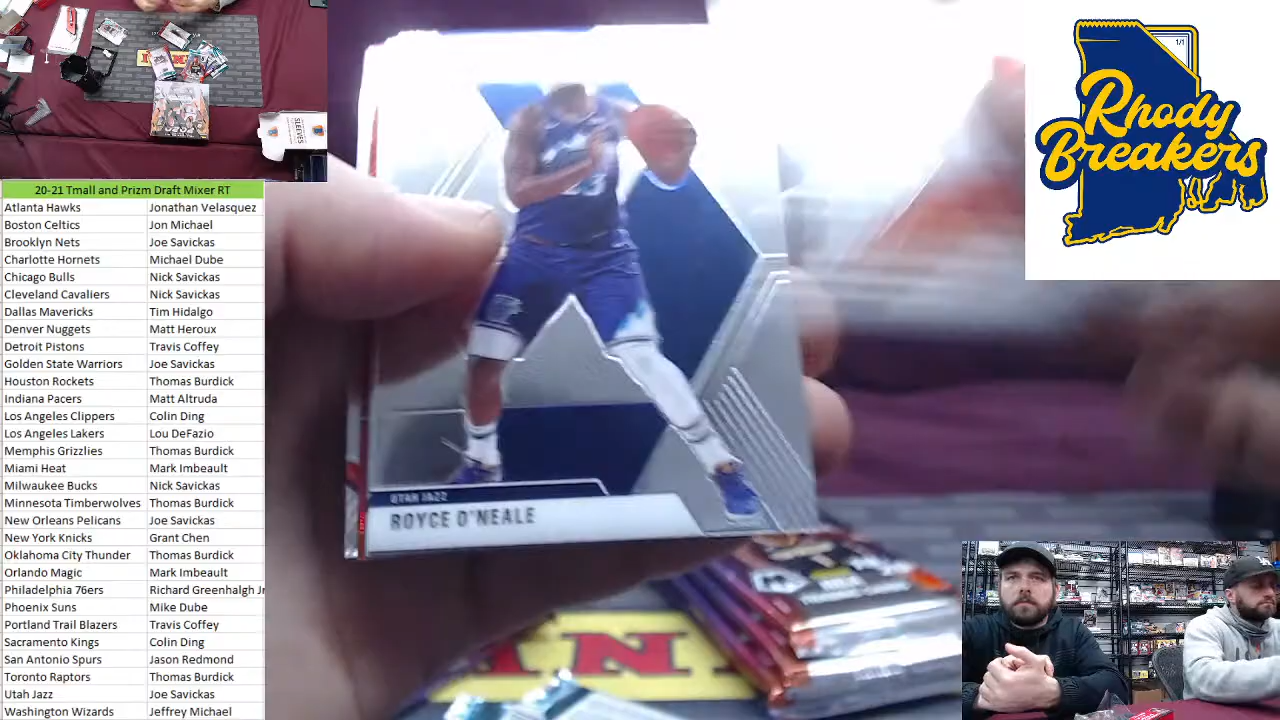 20-21 Tmall and Prizm Draft Mixer RT
Atlanta Hawks Jonathan Velasquez
Boston Celtics Jon Michael
Brooklyn Nets Joe Savickas
Charlotte Hornets Michael Dube
Chicago Bulls Nick Savickas
Cleveland Cavaliers Nick Savickas
Dallas Mavericks Tim Hidalgo
Denver Nuggets Matt Heroux
Detroit Pistons Travis Coffey
Golden State Warriors Joe Savickas
Houston Rockets Thomas Burdick
Indiana Pacers Matt Altruda
Los Angeles Clippers Colin Ding
Los Angeles Lakers Lou DeFazio
Memphis Grizzlies Thomas Burdick
Miami Heat Mark Imbeault
Milwaukee Bucks Nick Savickas
Minnesota Timberwolves Thomas Burdick
New Orleans Pelicans Joe Savickas
New York Knicks Grant Chen
Oklahoma City Thunder Thomas Burdick
Orlando Magic Mark Imbeault
Philadelphia 76ers Richard Greenhalgh Jr
Phoenix Suns Mike Dube
Portland Trail Blazers Travis Coffey
Sacramento Kings Colin Ding
San Antonio Spurs Jason Redmond
Toronto Raptors Thomas Burdick
Utah Jazz Joe Savickas
Washington Wizards Jeffrey Michael
SLEEVES
UTAH JAZZ
ROYCE O'NEALE
1/1
Rhody
Breakers